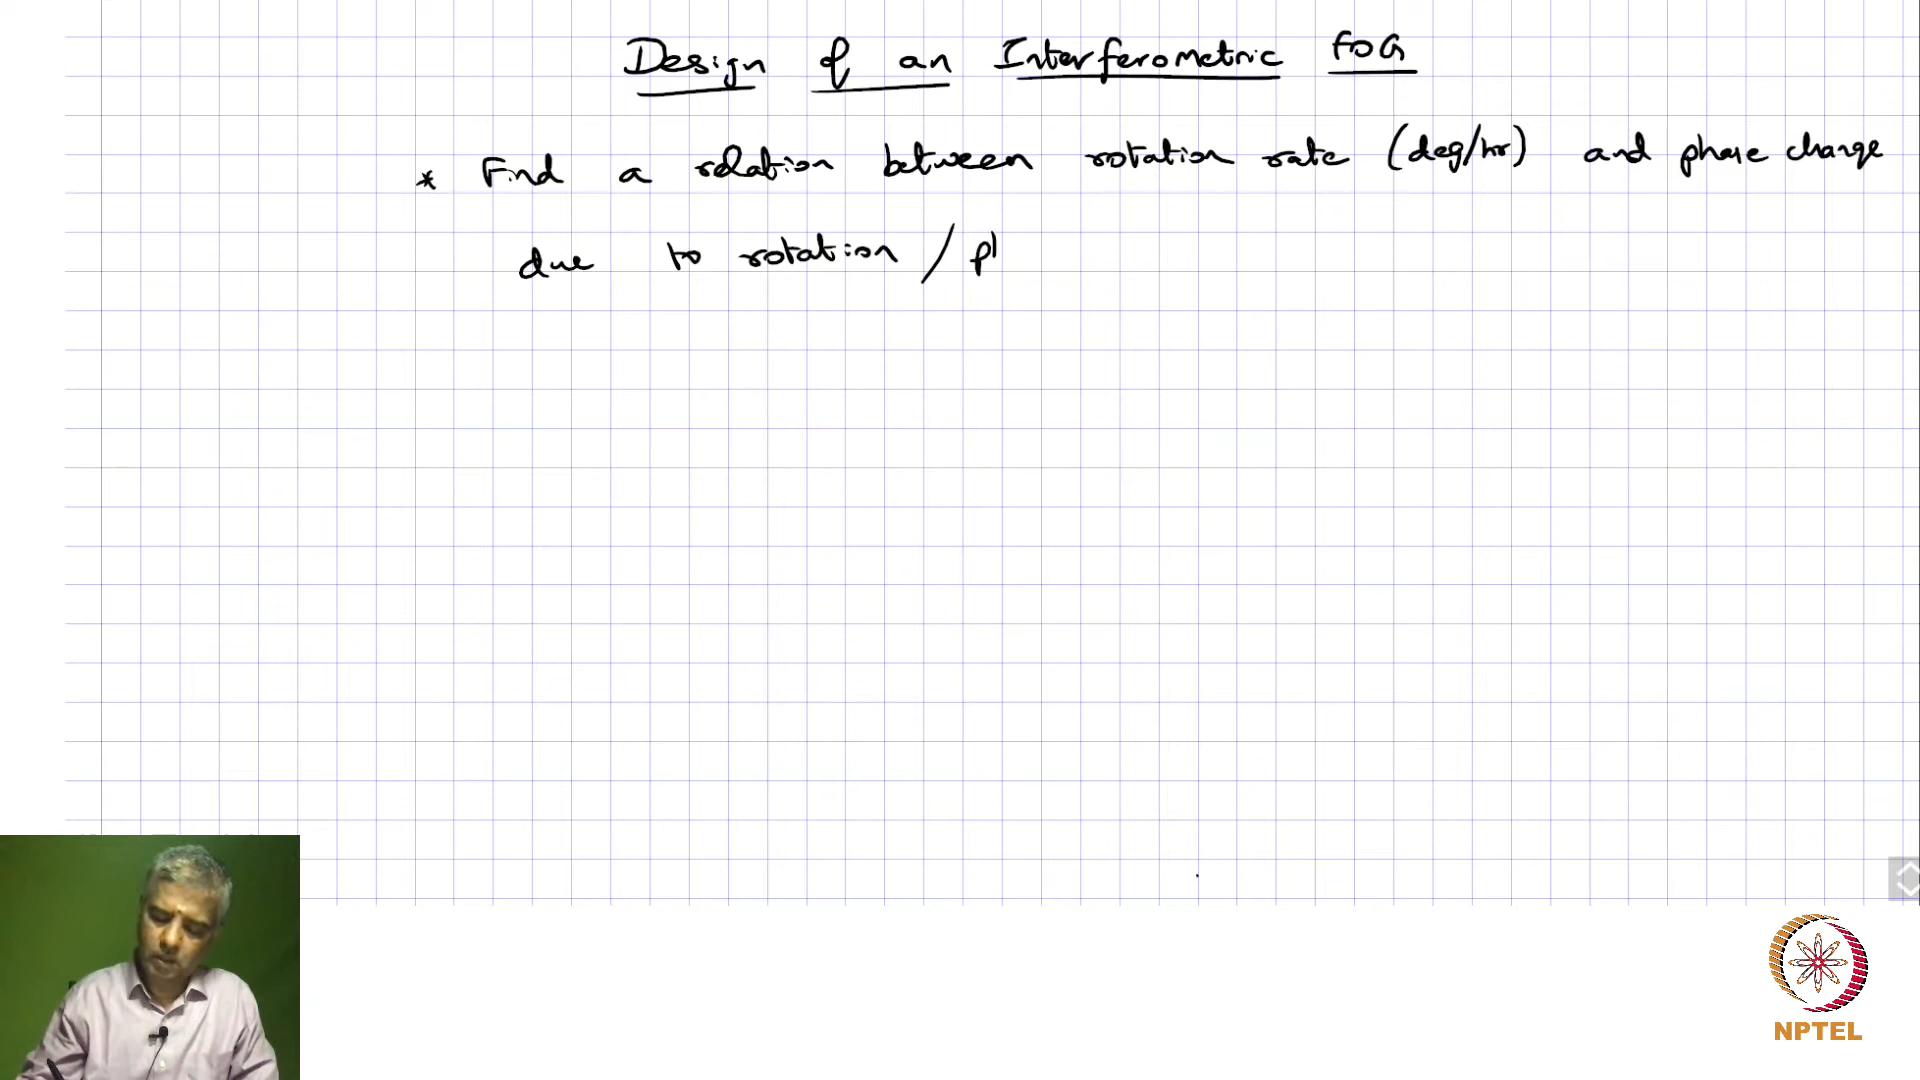 Design of an Interferometric FOG
* Find a relation between rotation rate (deg/hr) and phase change
due to rotation / pl
NPTEL